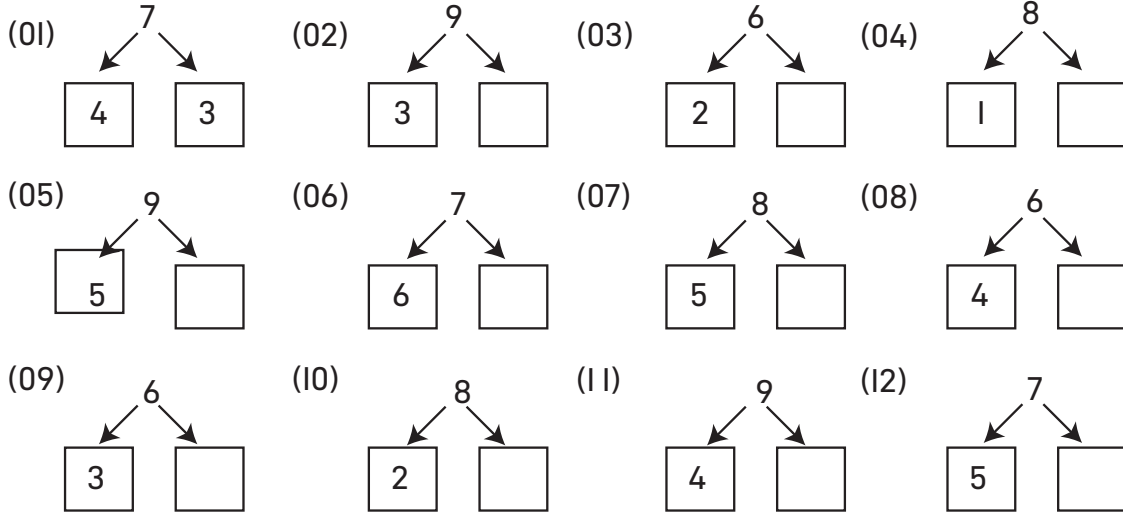 (01) 7 (02) 9 (03) 6 (04) 8
4 3 3 2 1
(05) 9 (06) 7 (07) 8 (08) 6
5 6 5 4
(09) 6 (10) 8 (11) 9 (12) 7
3 2 4 5